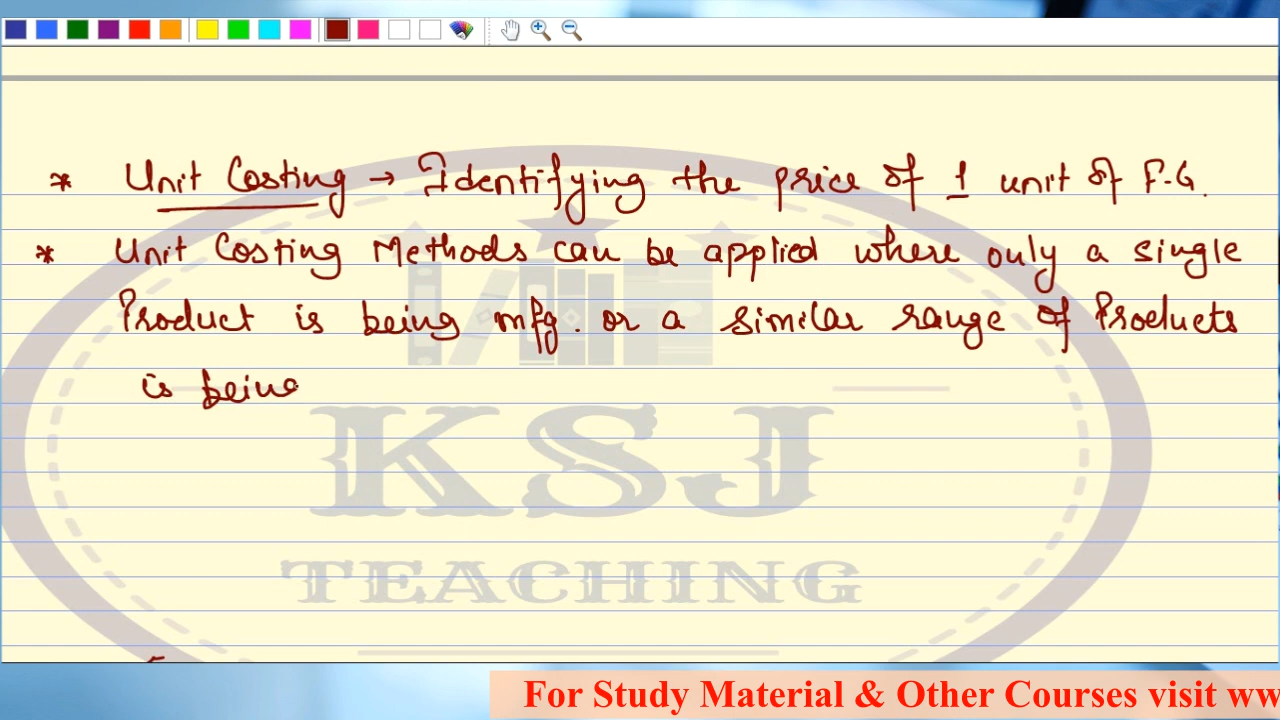 * Unit Costing → Identifying the price of 1 unit of F.G.
* Unit Costing Methods can be applied where only a single
Product is being mfg. or a similar range of Products
is being
KSJ
TEACHING
For Study Material & Other Courses visit ww